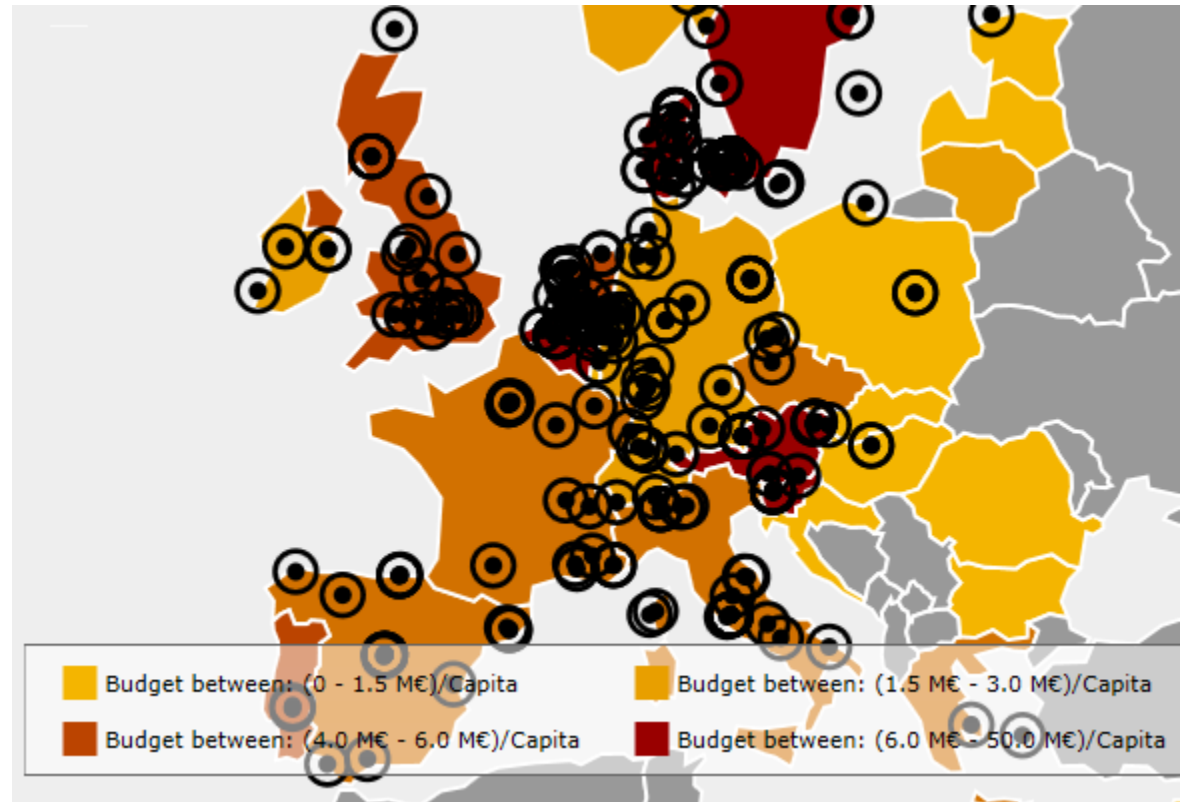 Budget between: (0 - 1.5 M€)/Capita
Budget between: (1.5 M€ - 3.0 M€)/Capita
Budget between: (4.0 M€ - 6.0 M€)/Capita
Budget between: (6.0 M€ - 50.0 M€)/Capita